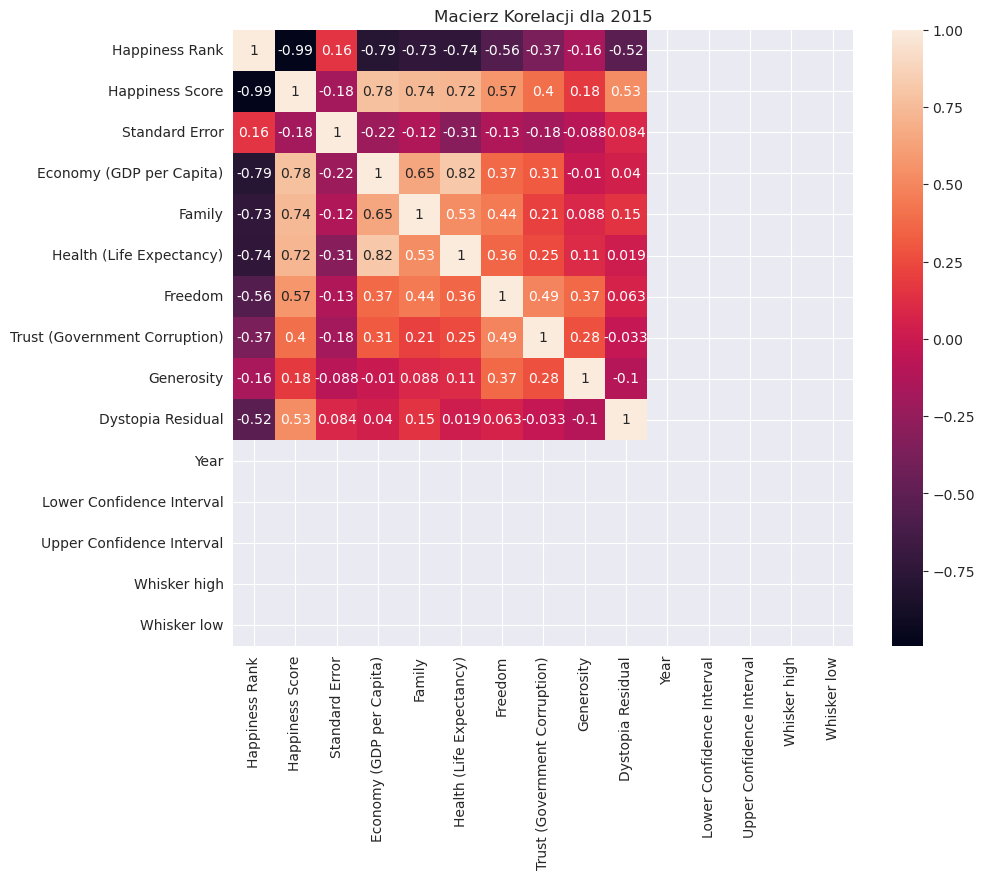 Macierz Korelacji dla 2015
Happiness Rank 1 -0.99 0.16 -0.79 -0.73 -0.74 -0.56 -0.37 -0.16 -0.52
Happiness Score -0.99 1 -0.18 0.78 0.74 0.72 0.57 0.4 0.18 0.53
Standard Error 0.16 -0.18 1 -0.22 -0.12 -0.31 -0.13 -0.18 -0.088 0.084
Economy (GDP per Capita) -0.79 0.78 -0.22 1 0.65 0.82 0.37 0.31 -0.01 0.04
Family -0.73 0.74 -0.12 0.65 1 0.53 0.44 0.21 0.088 0.15
Health (Life Expectancy) -0.74 0.72 -0.31 0.82 0.53 1 0.36 0.25 0.11 0.019
Freedom -0.56 0.57 -0.13 0.37 0.44 0.36 1 0.49 0.37 0.063
Trust (Government Corruption) -0.37 0.4 -0.18 0.31 0.21 0.25 0.49 1 0.28 -0.033
Generosity -0.16 0.18 -0.088 -0.01 0.088 0.11 0.37 0.28 1 -0.1
Dystopia Residual -0.52 0.53 0.084 0.04 0.15 0.019 0.063 -0.033 -0.1 1
Year
Lower Confidence Interval
Upper Confidence Interval
Whisker high
Whisker low
Happiness Rank
Happiness Score
Standard Error
Economy (GDP per Capita)
Family
Health (Life Expectancy)
Freedom
Trust (Government Corruption)
Generosity
Dystopia Residual
Year
Lower Confidence Interval
Upper Confidence Interval
Whisker high
Whisker low
1.00
0.75
0.50
0.25
0.00
−0.25
−0.50
−0.75